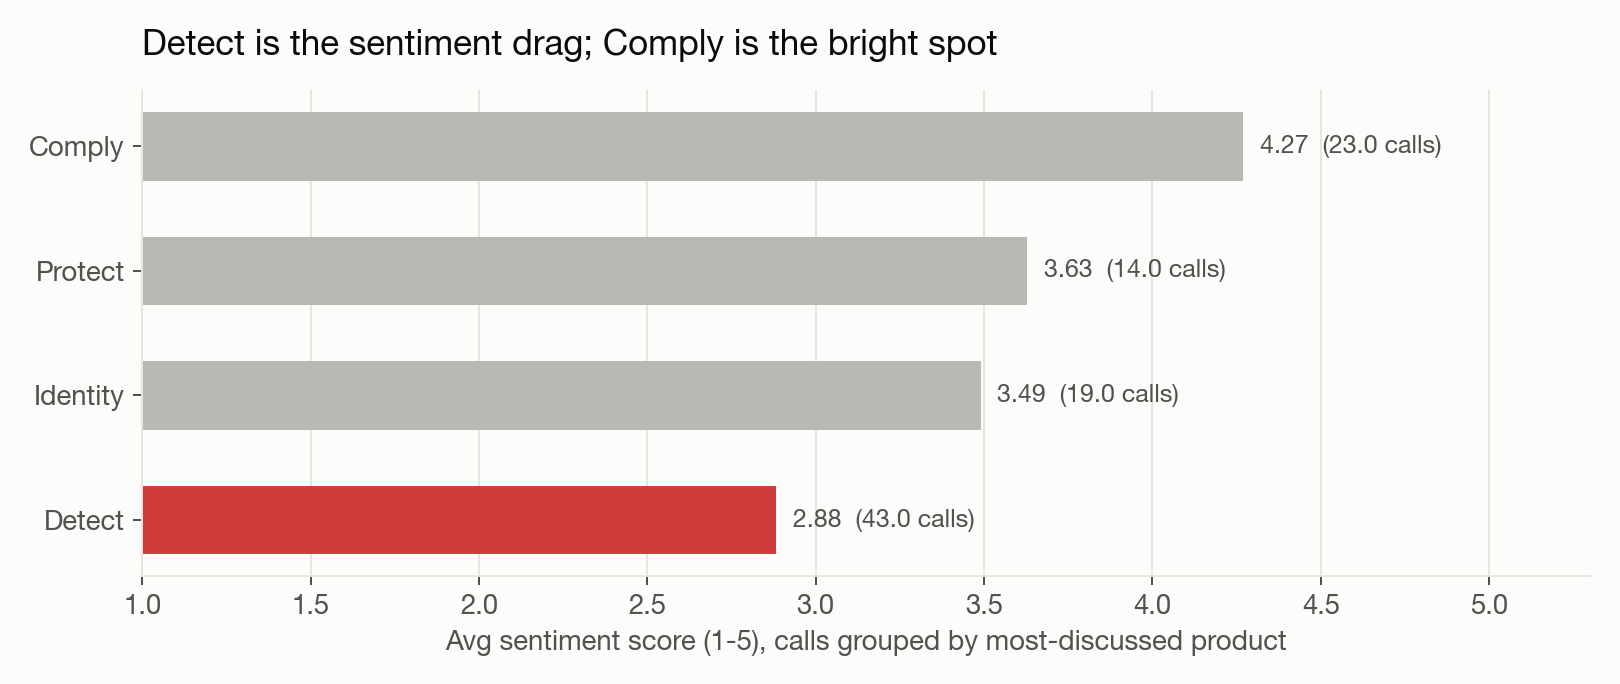 Detect is the sentiment drag; Comply is the bright spot
Comply
4.27 (23.0 calls)
Protect
3.63 (14.0 calls)
Identity
3.49 (19.0 calls)
Detect
2.88 (43.0 calls)
1.0 1.5 2.0 2.5 3.0 3.5 4.0 4.5 5.0
Avg sentiment score (1-5), calls grouped by most-discussed product